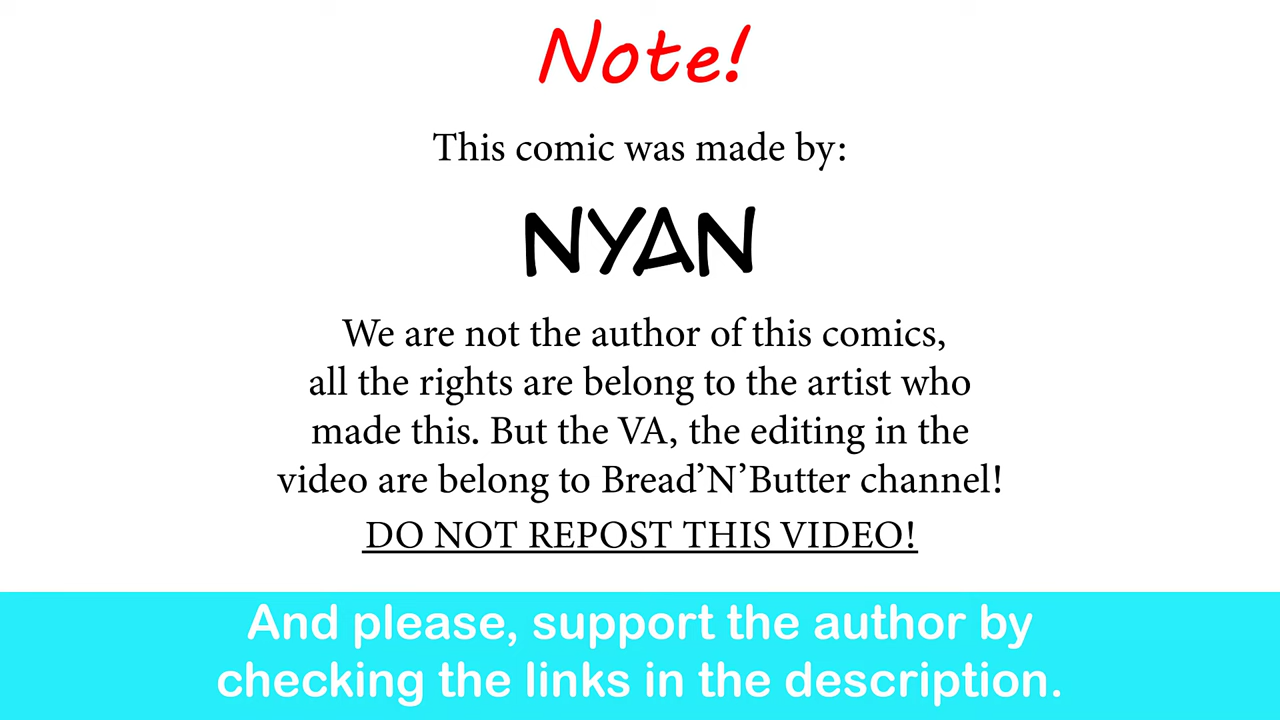 Note!
This comic was made by:
NYAN
We are not the author of this comics,
all the rights are belong to the artist who
made this. But the VA, the editing in the
video are belong to Bread’N’Butter channel!
DO NOT REPOST THIS VIDEO!
And please, support the author by
checking the links in the description.